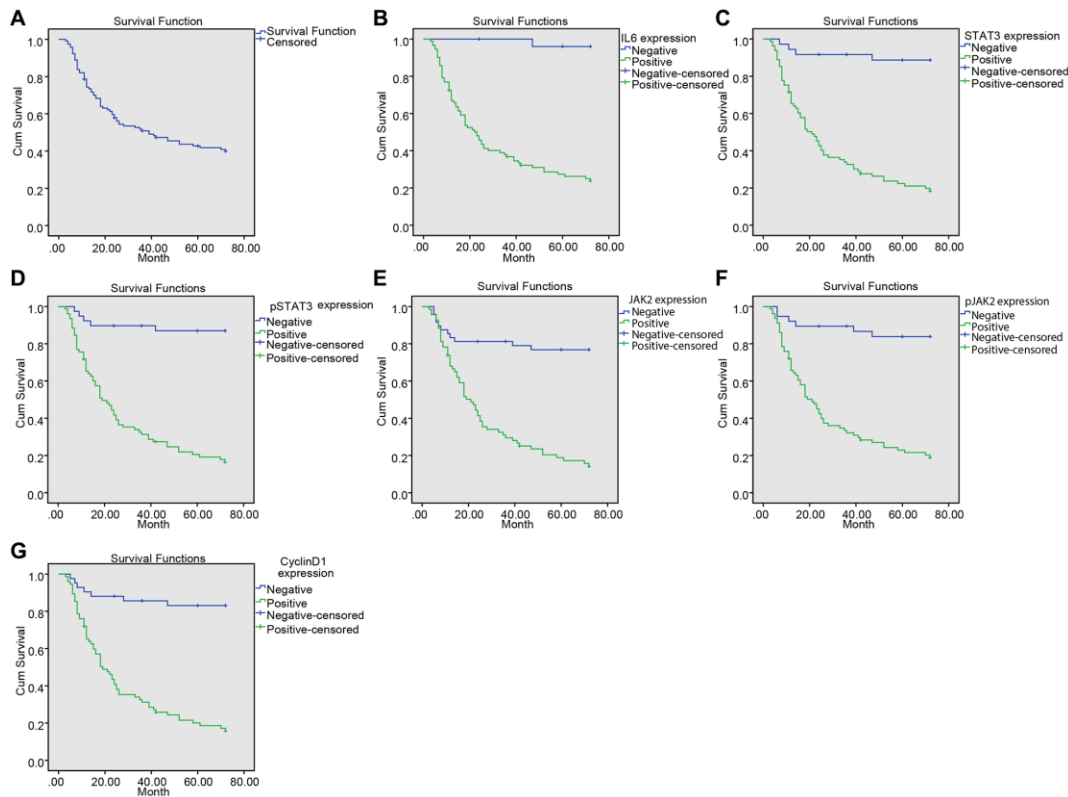 A
Survival Function
Survival Function
Censored
1.0
0.8
0.6
0.4
0.2
0.0
Cum Survival
.00 20.00 40.00 60.00 80.00
Month
B
Survival Functions
IL6 expression
Negative
Positive
Negative-censored
Positive-censored
1.0
0.8
0.6
0.4
0.2
0.0
Cum Survival
.00 20.00 40.00 60.00 80.00
Month
C
Survival Functions
STAT3 expression
Negative
Positive
Negative-censored
Positive-censored
1.0
0.8
0.6
0.4
0.2
0.0
Cum Survival
.00 20.00 40.00 60.00 80.00
Month
D
Survival Functions
pSTAT3 expression
Negative
Positive
Negative-censored
Positive-censored
1.0
0.8
0.6
0.4
0.2
0.0
Cum Survival
.00 20.00 40.00 60.00 80.00
Month
E
Survival Functions
JAK2 expression
Negative
Positive
Negative-censored
Positive-censored
1.0
0.8
0.6
0.4
0.2
0.0
Cum Survival
.00 20.00 40.00 60.00 80.00
Month
F
Survival Functions
pJAK2 expression
Negative
Positive
Negative-censored
Positive-censored
1.0
0.8
0.6
0.4
0.2
0.0
Cum Survival
.00 20.00 40.00 60.00 80.00
Month
G
Survival Functions
CyclinD1
expression
Negative
Positive
Negative-censored
Positive-censored
1.0
0.8
0.6
0.4
0.2
0.0
Cum Survival
.00 20.00 40.00 60.00 80.00
Month